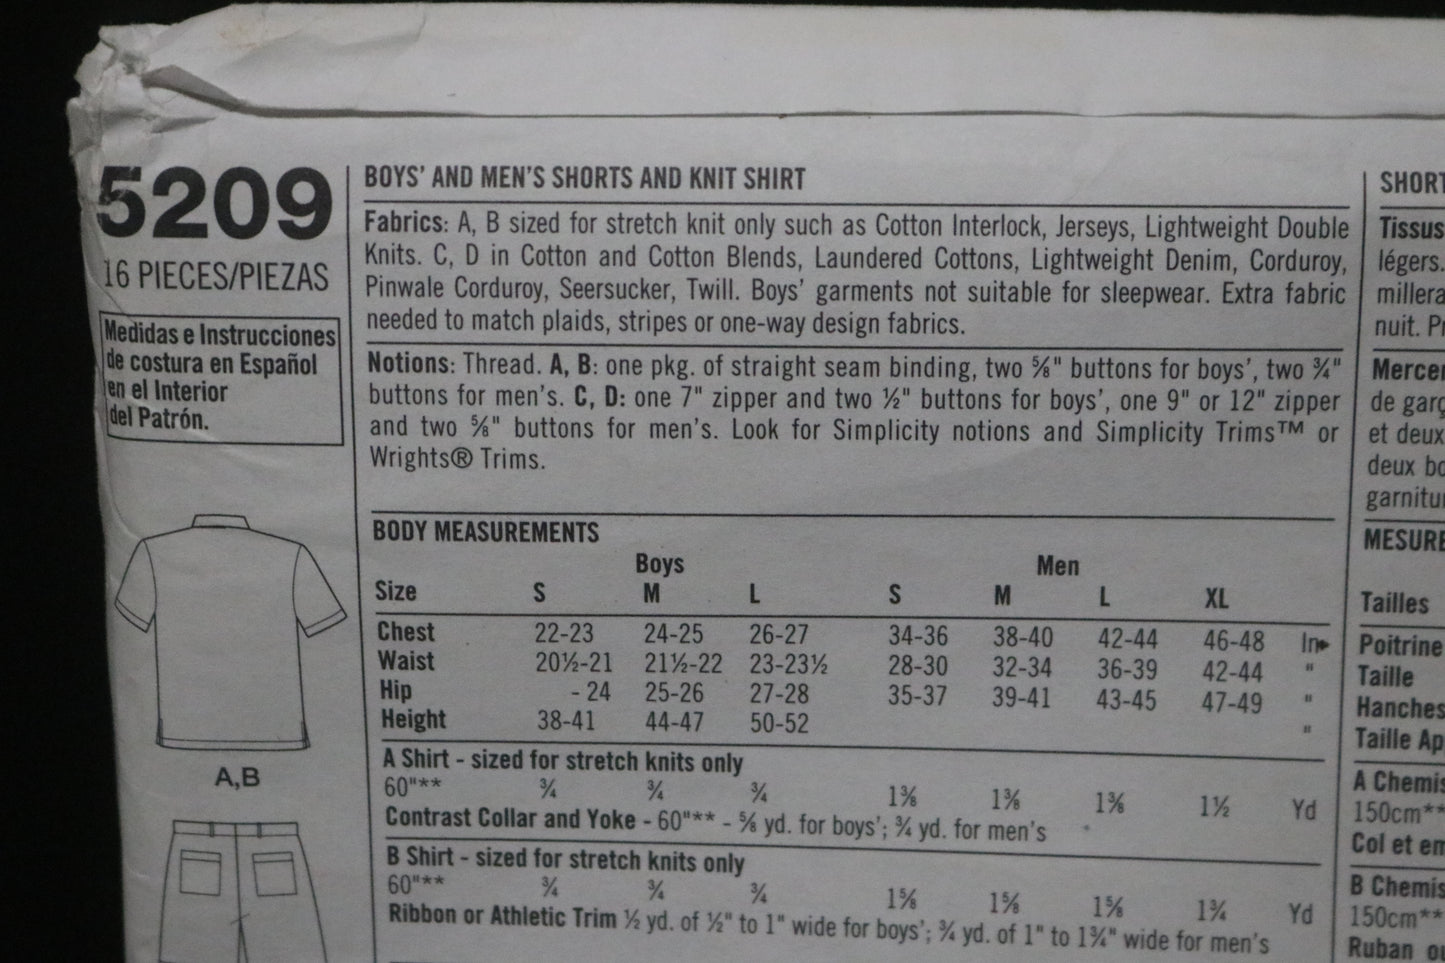 5209
16 PIECES/PIEZAS
Medidas e Instrucciones
de costura en Español
en el Interior
del Patrón.
A,B
BOYS' AND MEN'S SHORTS AND KNIT SHIRT
Fabrics: A, B sized for stretch knit only such as Cotton Interlock, Jerseys, Lightweight Double
Knits. C, D in Cotton and Cotton Blends, Laundered Cottons, Lightweight Denim, Corduroy,
Pinwale Corduroy, Seersucker, Twill. Boys' garments not suitable for sleepwear. Extra fabric
needed to match plaids, stripes or one-way design fabrics.
Notions: Thread. A, B: one pkg. of straight seam binding, two ⅝" buttons for boys', two ¾"
buttons for men's. C, D: one 7" zipper and two ½" buttons for boys', one 9" or 12" zipper
and two ⅝" buttons for men's. Look for Simplicity notions and Simplicity Trims™ or
Wrights® Trims.
BODY MEASUREMENTS
Boys Men
Size S M L S M L XL
Chest 22-23 24-25 26-27 34-36 38-40 42-44 46-48 In
Waist 20½-21 21½-22 23-23½ 28-30 32-34 36-39 42-44 "
Hip - 24 25-26 27-28 35-37 39-41 43-45 47-49 "
Height 38-41 44-47 50-52 "
A Shirt - sized for stretch knits only
60"** ¾ ¾ ¾ 1⅜ 1⅜ 1⅜ 1½ Yd
Contrast Collar and Yoke - 60"** - ⅝ yd. for boys'; ¾ yd. for men's
B Shirt - sized for stretch knits only
60"** ¾ ¾ ¾ 1⅝ 1⅝ 1⅝ 1¾ Yd
Ribbon or Athletic Trim ½ yd. of ½" to 1" wide for boys'; ¾ yd. of 1" to 1¾" wide for men's
SHORT
Tissus
légers.
millera
nuit. P
Mercer
de garç
et deux
deux bo
garnitu
MESURE
Tailles
Poitrine
Taille
Hanches
Taille Ap
A Chemis
150cm**
Col et em
B Chemis
150cm**
Ruban ou